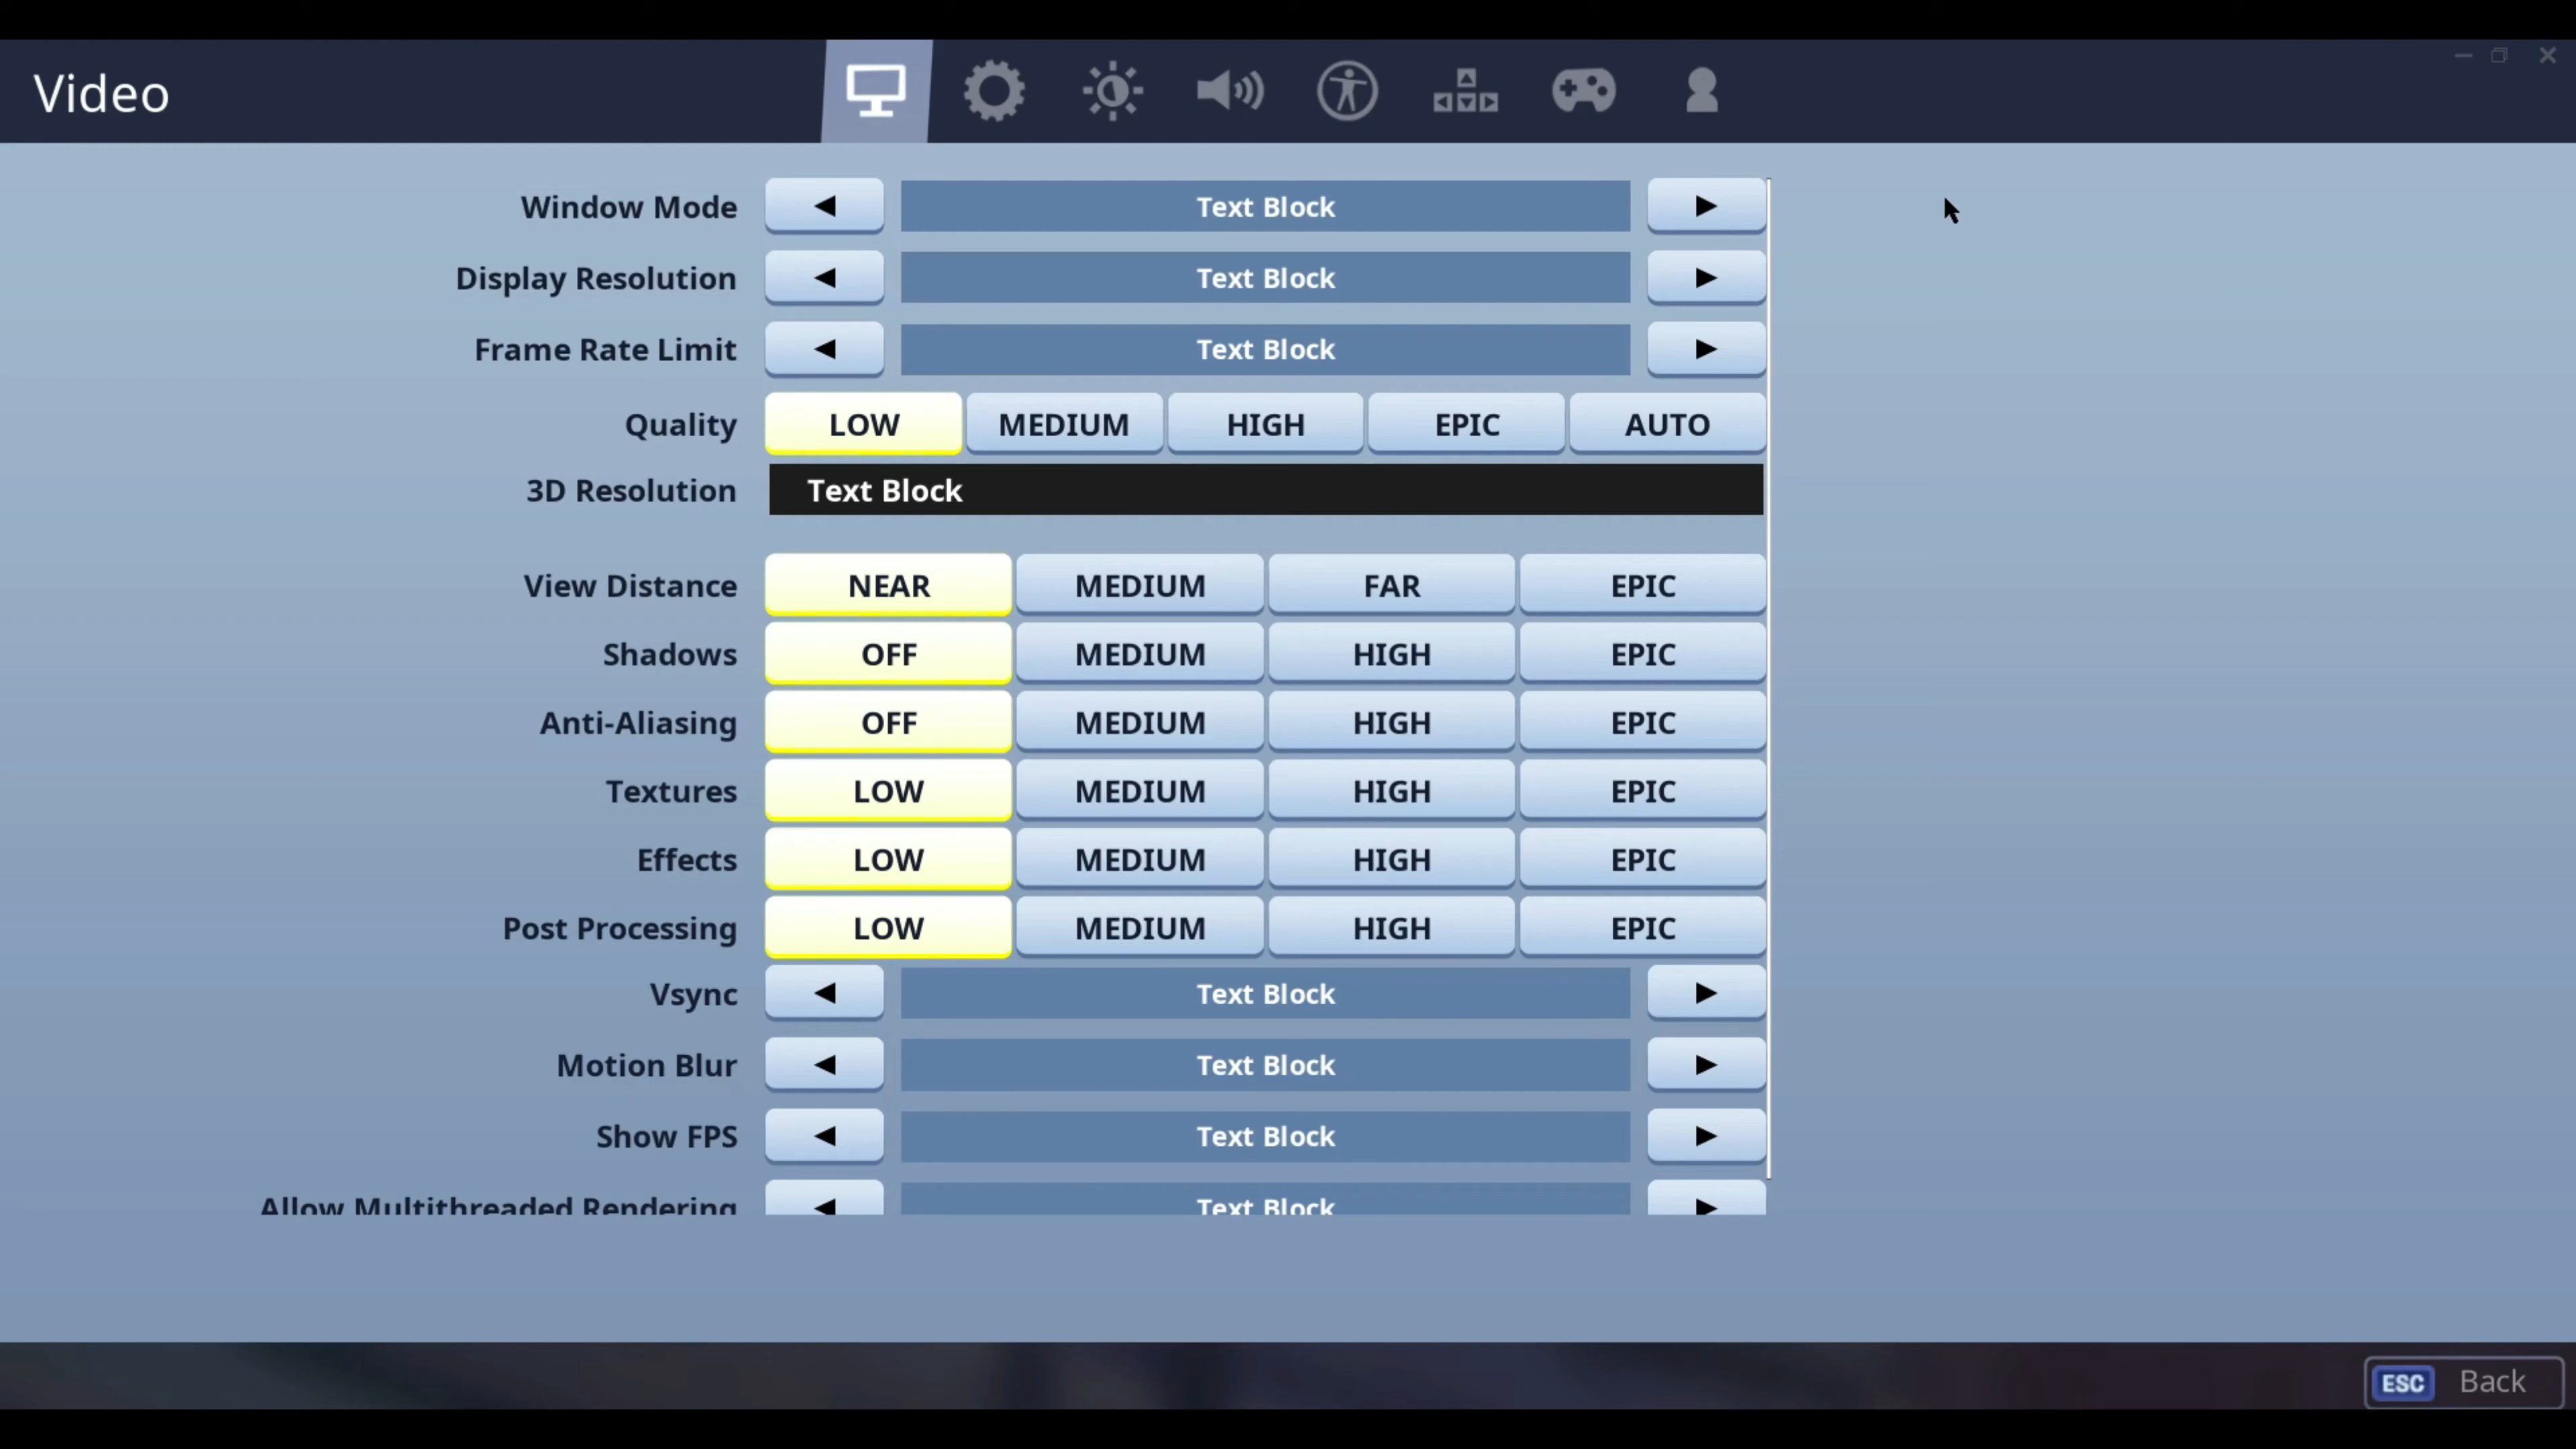 Video
Window Mode Text Block
Display Resolution Text Block
Frame Rate Limit Text Block
Quality LOW MEDIUM HIGH EPIC AUTO
3D Resolution Text Block
View Distance NEAR MEDIUM FAR EPIC
Shadows OFF MEDIUM HIGH EPIC
Anti-Aliasing OFF MEDIUM HIGH EPIC
Textures LOW MEDIUM HIGH EPIC
Effects LOW MEDIUM HIGH EPIC
Post Processing LOW MEDIUM HIGH EPIC
Vsync Text Block
Motion Blur Text Block
Show FPS Text Block
Allow Multithreaded Rendering Text Block
ESC Back